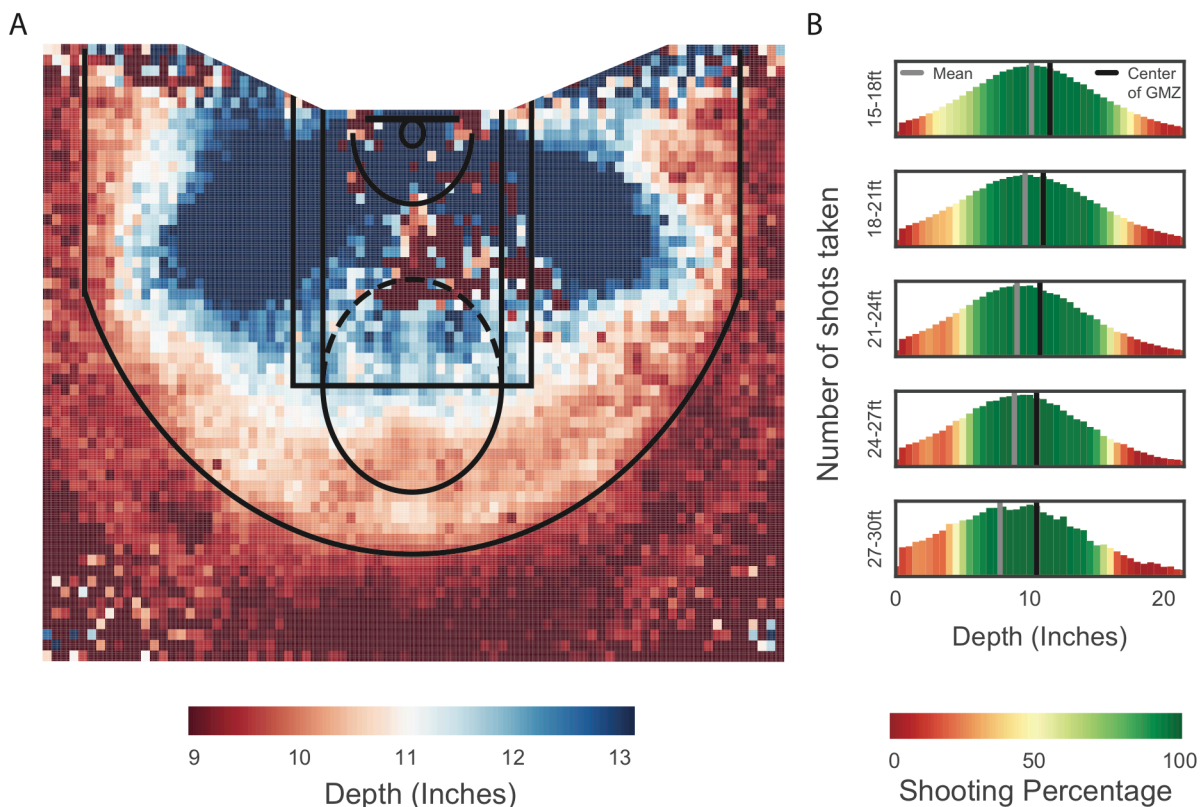 A
9
10
11
12
13
Depth (Inches)
B
Mean
Center
of GMZ
Number of shots taken
15-18ft
18-21ft
21-24ft
24-27ft
27-30ft
0
10
20
Depth (Inches)
0
50
100
Shooting Percentage